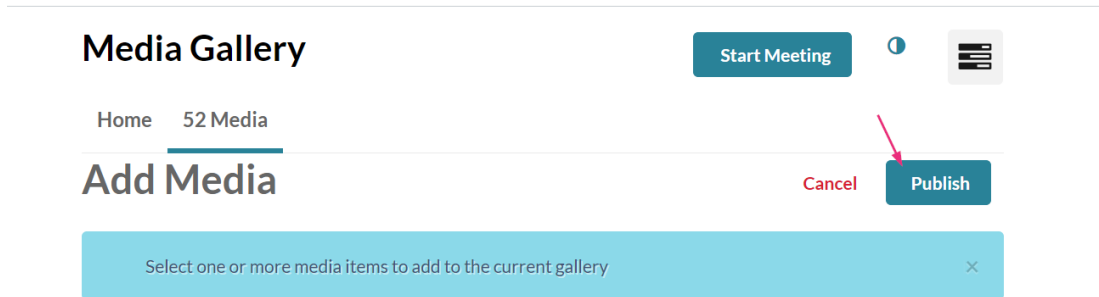 Media Gallery
Start Meeting
Home 52 Media
Add Media
Cancel Publish
Select one or more media items to add to the current gallery ×